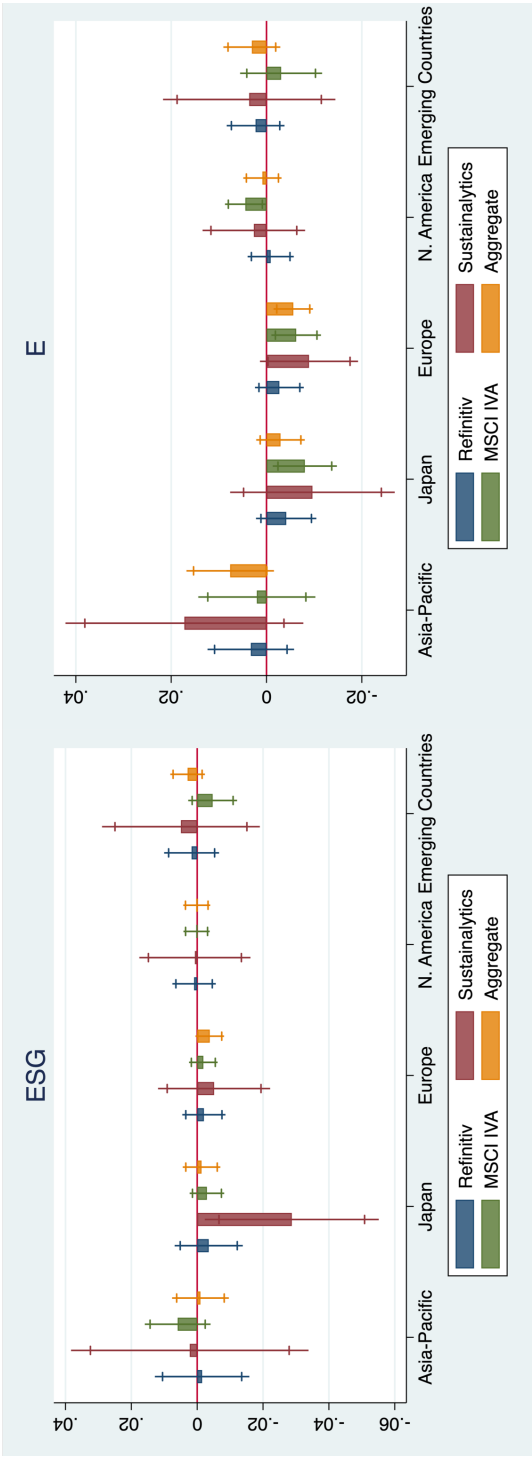 ESG
.04
.02
0
-.02
-.04
-.06
Asia-Pacific Japan Europe N. America Emerging Countries
Refinitiv Sustainalytics
MSCI IVA Aggregate
E
.04
.02
0
-.02
Asia-Pacific Japan Europe N. America Emerging Countries
Refinitiv Sustainalytics
MSCI IVA Aggregate